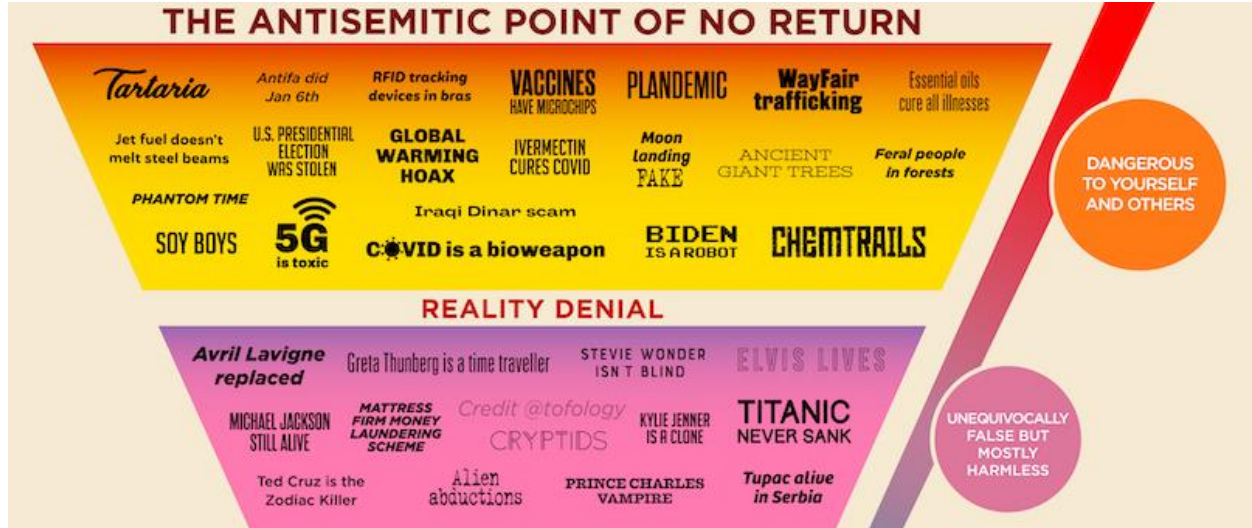 THE ANTISEMITIC POINT OF NO RETURN
Tartaria
Antifa did
Jan 6th
RFID tracking
devices in bras
VACCINES
HAVE MICROCHIPS
PLANDEMIC
WayFair
trafficking
Essential oils
cure all illnesses
Jet fuel doesn't
melt steel beams
U.S. PRESIDENTIAL
ELECTION
WAS STOLEN
GLOBAL
WARMING
HOAX
IVERMECTIN
CURES COVID
Moon
landing
FAKE
ANCIENT
GIANT TREES
Feral people
in forests
DANGEROUS
TO YOURSELF
AND OTHERS
PHANTOM TIME
SOY BOYS
5G
is toxic
Iraqi Dinar scam
COVID is a bioweapon
BIDEN
IS A ROBOT
CHEMTRAILS
REALITY DENIAL
Avril Lavigne
replaced
Greta Thunberg is a time traveller
STEVIE WONDER
ISN T BLIND
ELVIS LIVES
MICHAEL JACKSON
STILL ALIVE
MATTRESS
FIRM MONEY
LAUNDERING
SCHEME
Credit @tofology
CRYPTIDS
KYLIE JENNER
IS A CLONE
TITANIC
NEVER SANK
UNEQUIVOCALLY
FALSE BUT
MOSTLY
HARMLESS
Ted Cruz is the
Zodiac Killer
Alien
abductions
PRINCE CHARLES
VAMPIRE
Tupac alive
in Serbia